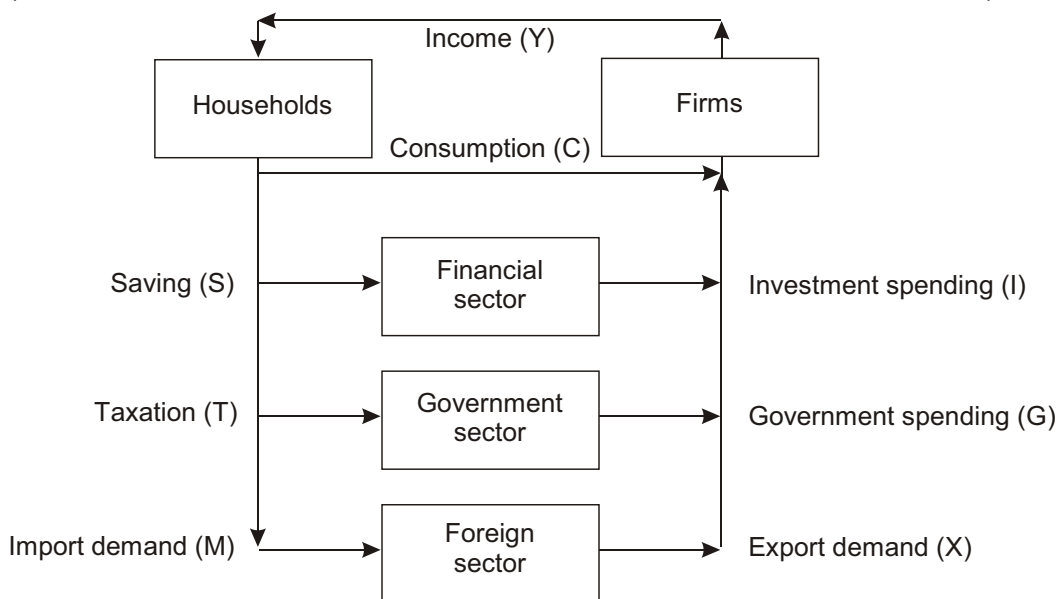 Income (Y)
Households
Firms
Consumption (C)
Saving (S)
Financial
sector
Investment spending (I)
Taxation (T)
Government
sector
Government spending (G)
Import demand (M)
Foreign
sector
Export demand (X)